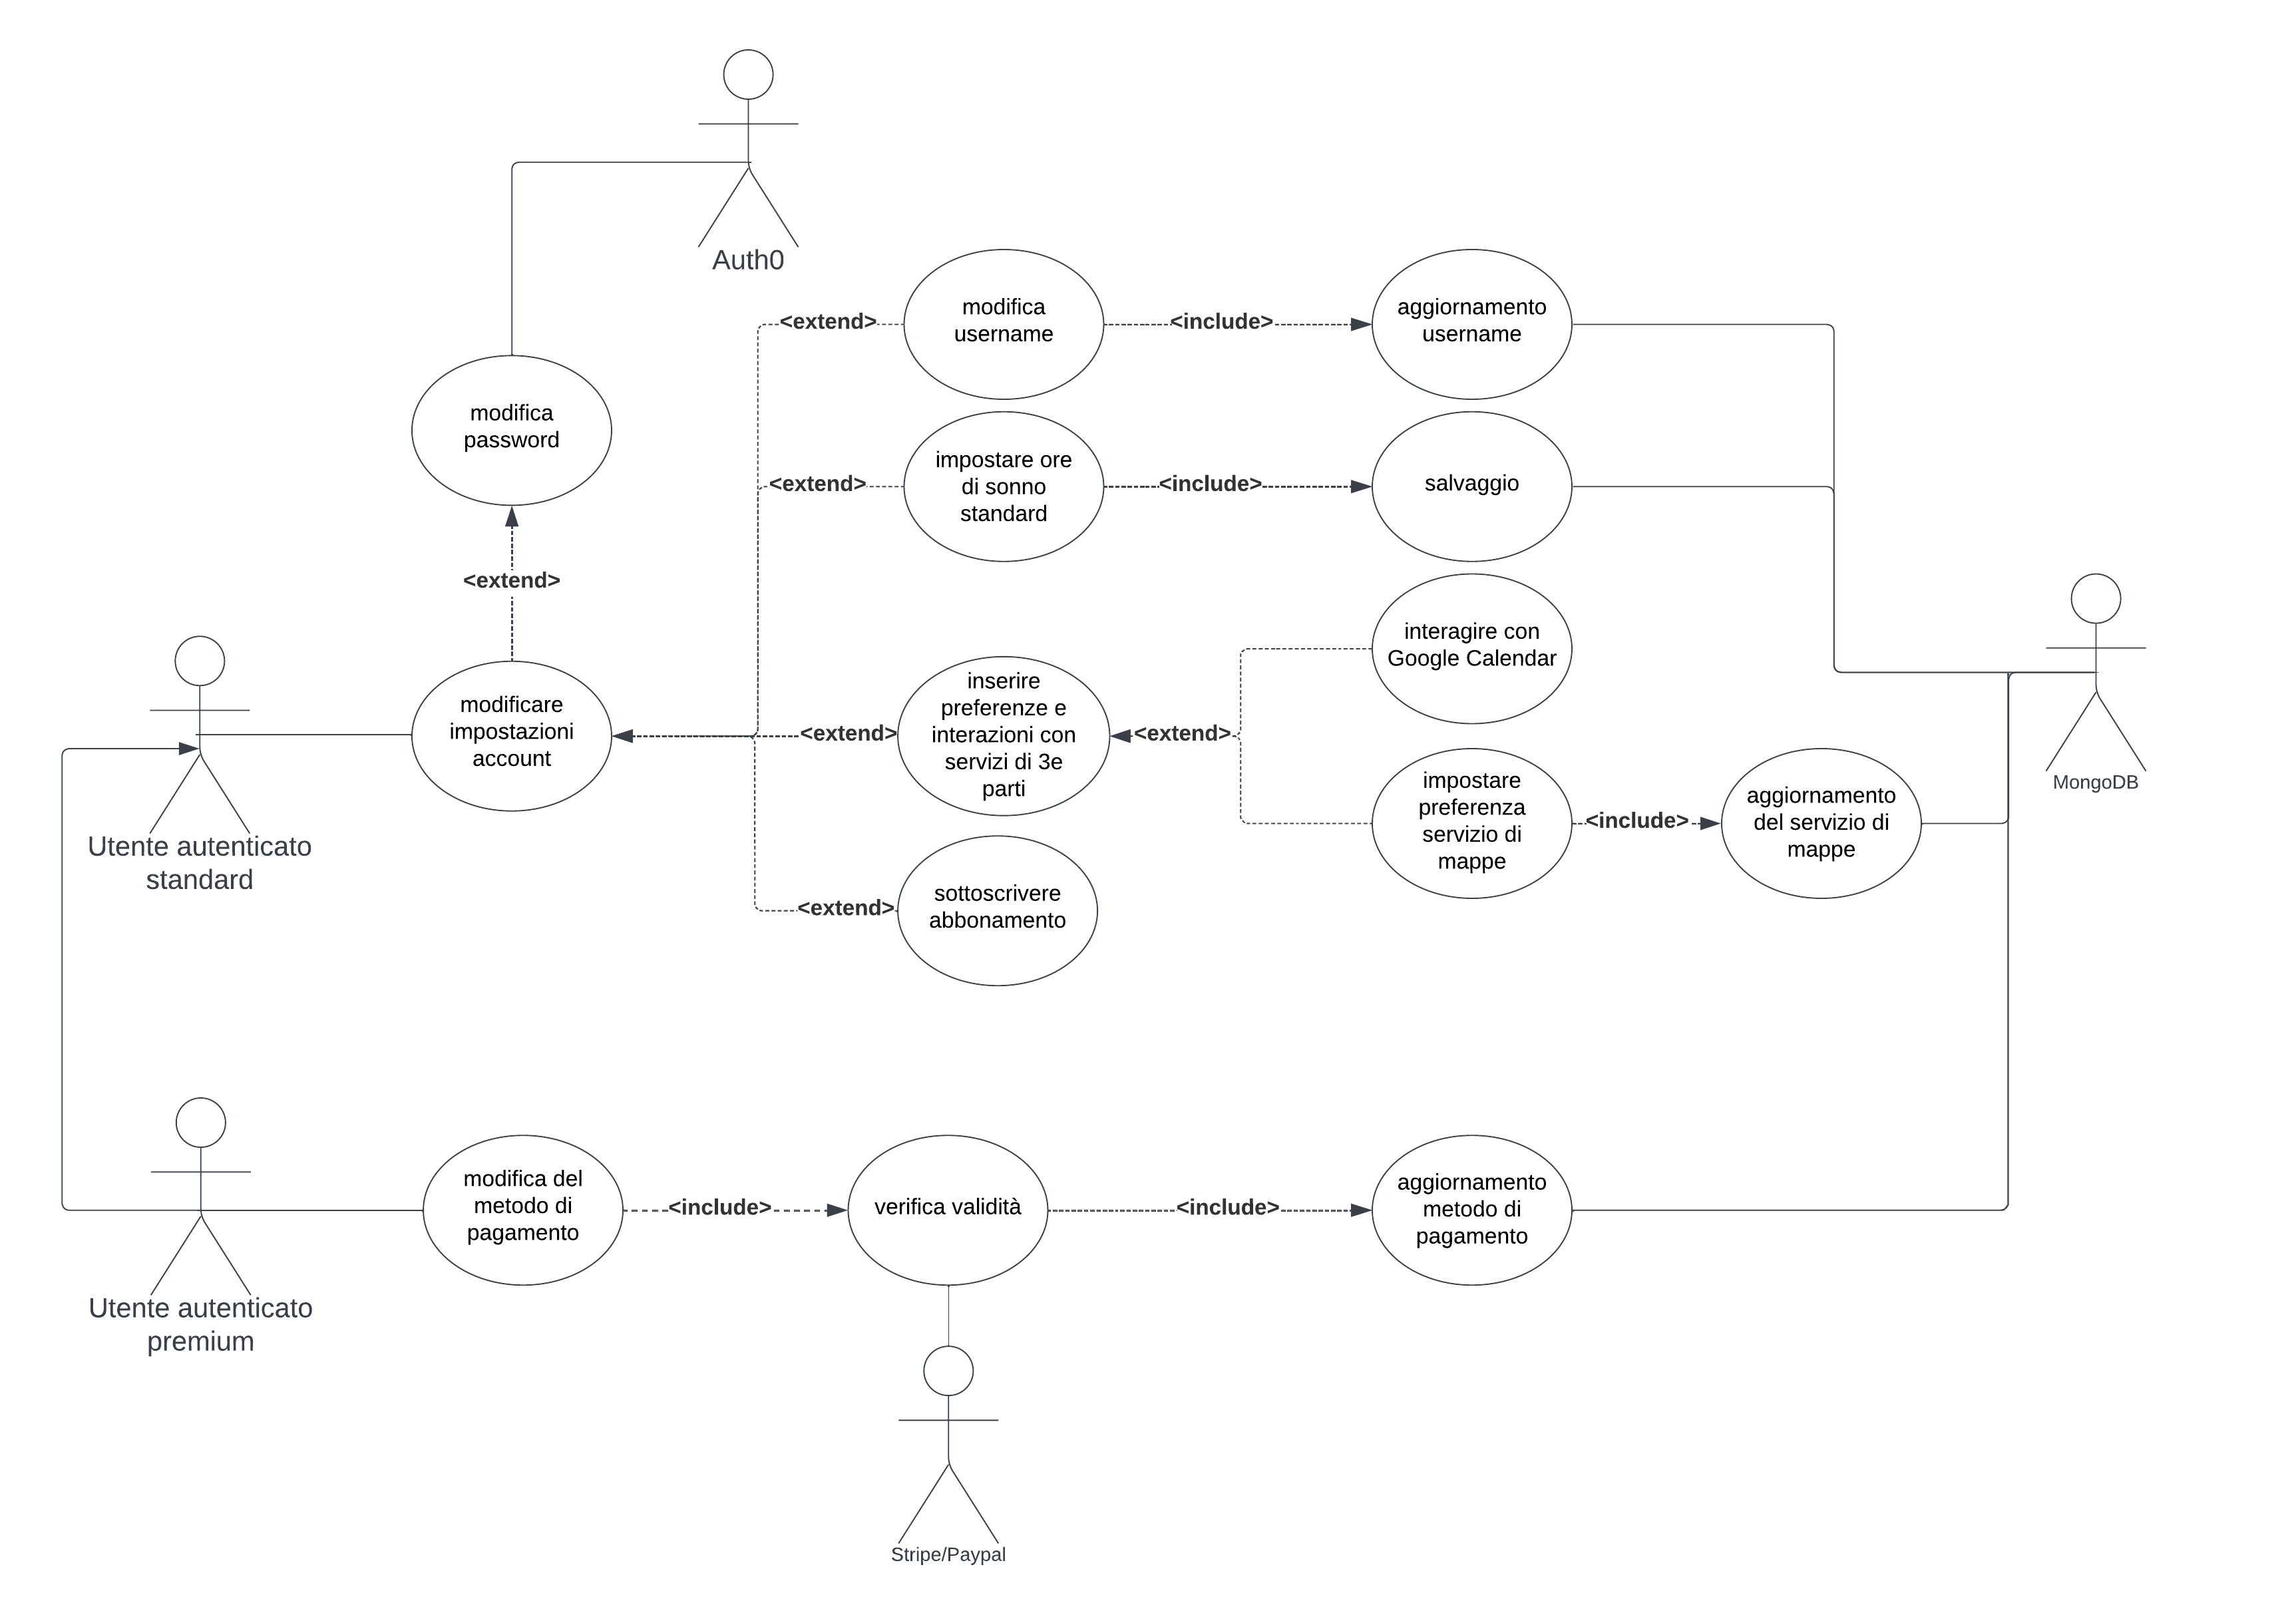 Auth0
modifica
username
<extend>
<include>
aggiornamento
username
modifica
password
impostare ore
di sonno
standard
<extend>
<include>
salvaggio
<extend>
interagire con
Google Calendar
modificare
impostazioni
account
<extend>
inserire
preferenze e
interazioni con
servizi di 3e
parti
<extend>
impostare
preferenza
servizio di
mappe
<include>
aggiornamento
del servizio di
mappe
MongoDB
Utente autenticato
standard
<extend>
sottoscrivere
abbonamento
modifica del
metodo di
pagamento
<include>
verifica validità
<include>
aggiornamento
metodo di
pagamento
Utente autenticato
premium
Stripe/Paypal